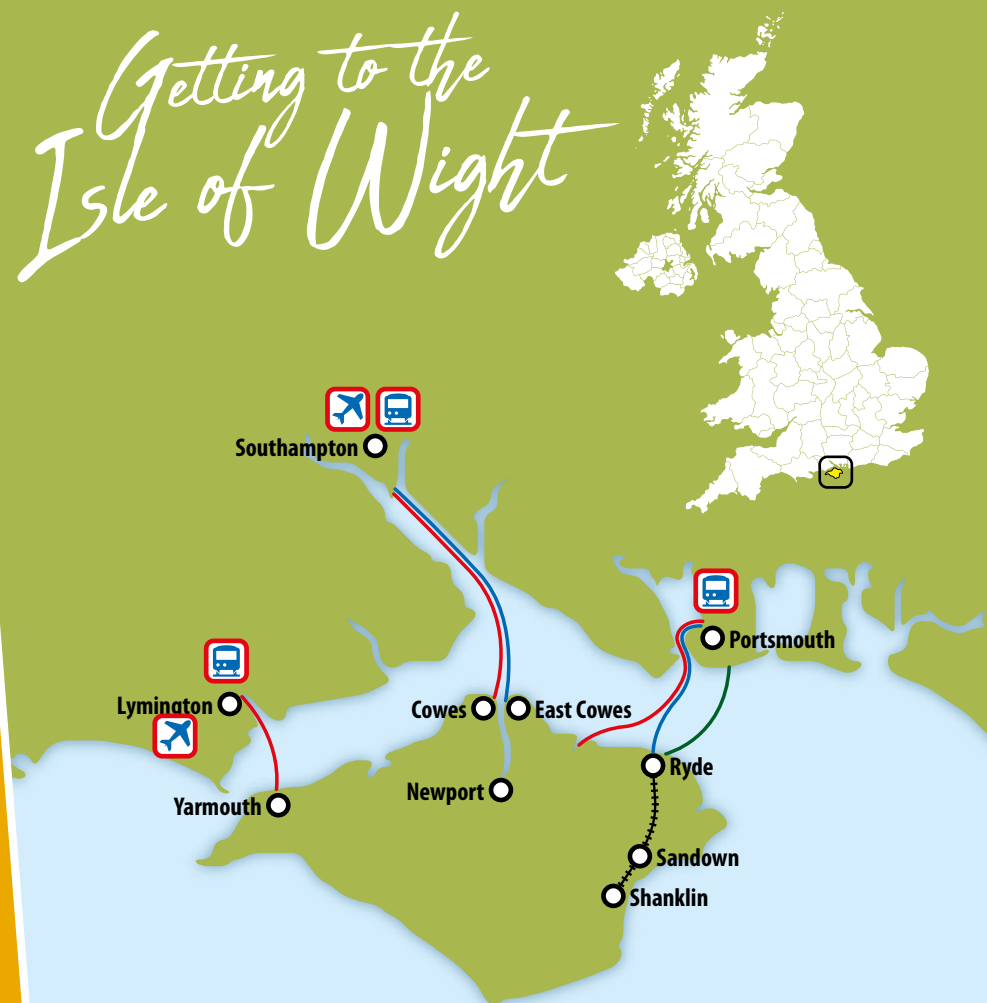 Getting to the
Isle of Wight
Southampton
Portsmouth
Lymington
Cowes
East Cowes
Ryde
Newport
Yarmouth
Sandown
Shanklin